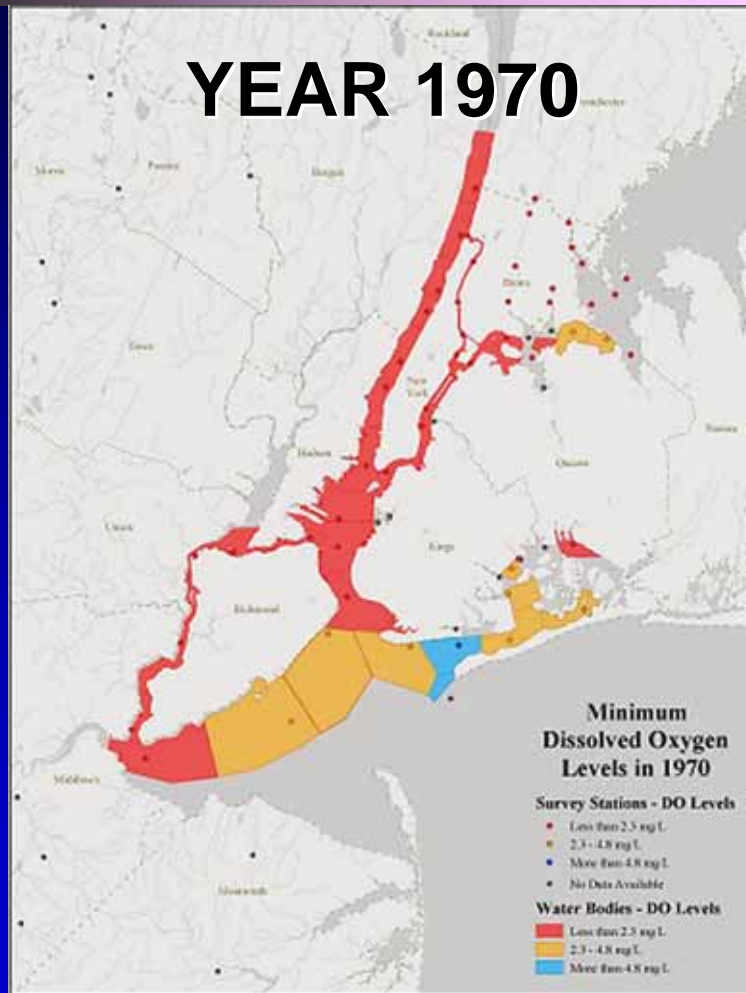 YEAR 1970
Rockland
Morris
Passaic
Bronx
Essex
New
York
Hudson
Nassau
Queens
Union
Kings
Richmond
Middlesex
Monmouth
Minimum
Dissolved Oxygen
Levels in 1970
Survey Stations - DO Levels
Less than 2.3 mg/L
2.3 - 4.8 mg/L
More than 4.8 mg/L
No Data Available
Water Bodies - DO Levels
Less than 2.3 mg/L
2.3 - 4.8 mg/L
More than 4.8 mg/L